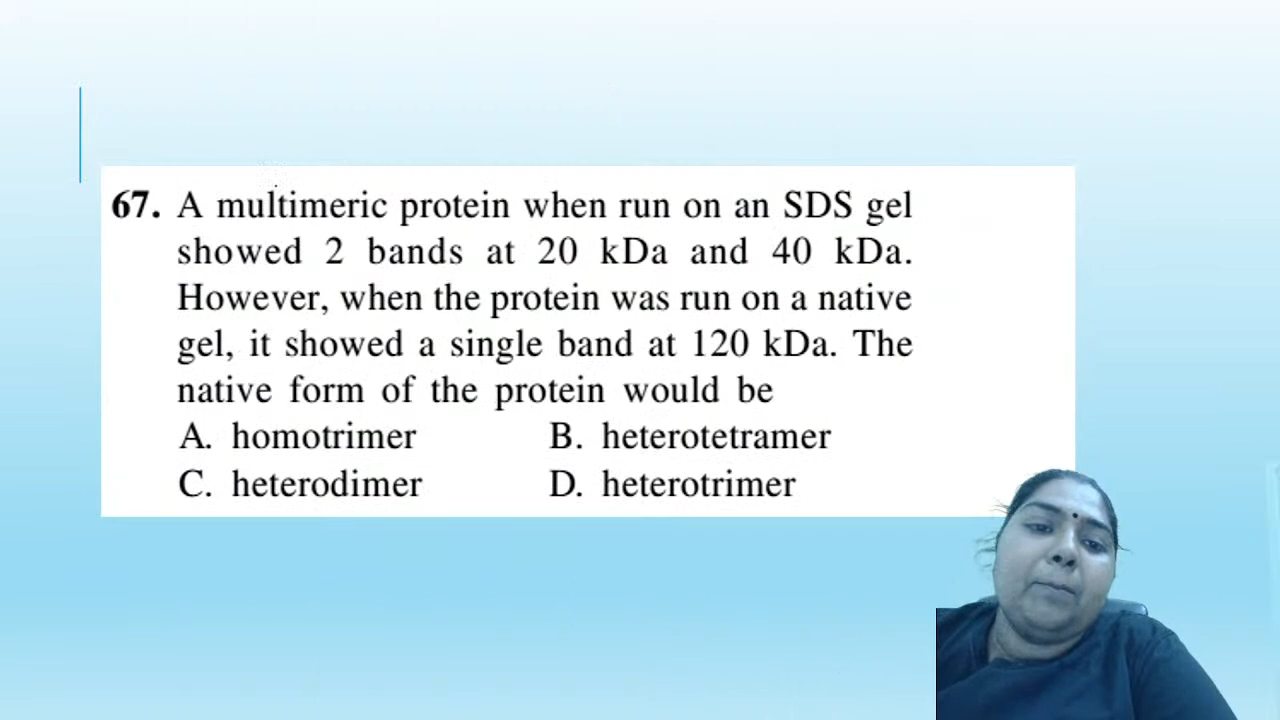 67. A multimeric protein when run on an SDS gel
showed 2 bands at 20 kDa and 40 kDa.
However, when the protein was run on a native
gel, it showed a single band at 120 kDa. The
native form of the protein would be
A. homotrimer B. heterotetramer
C. heterodimer D. heterotrimer